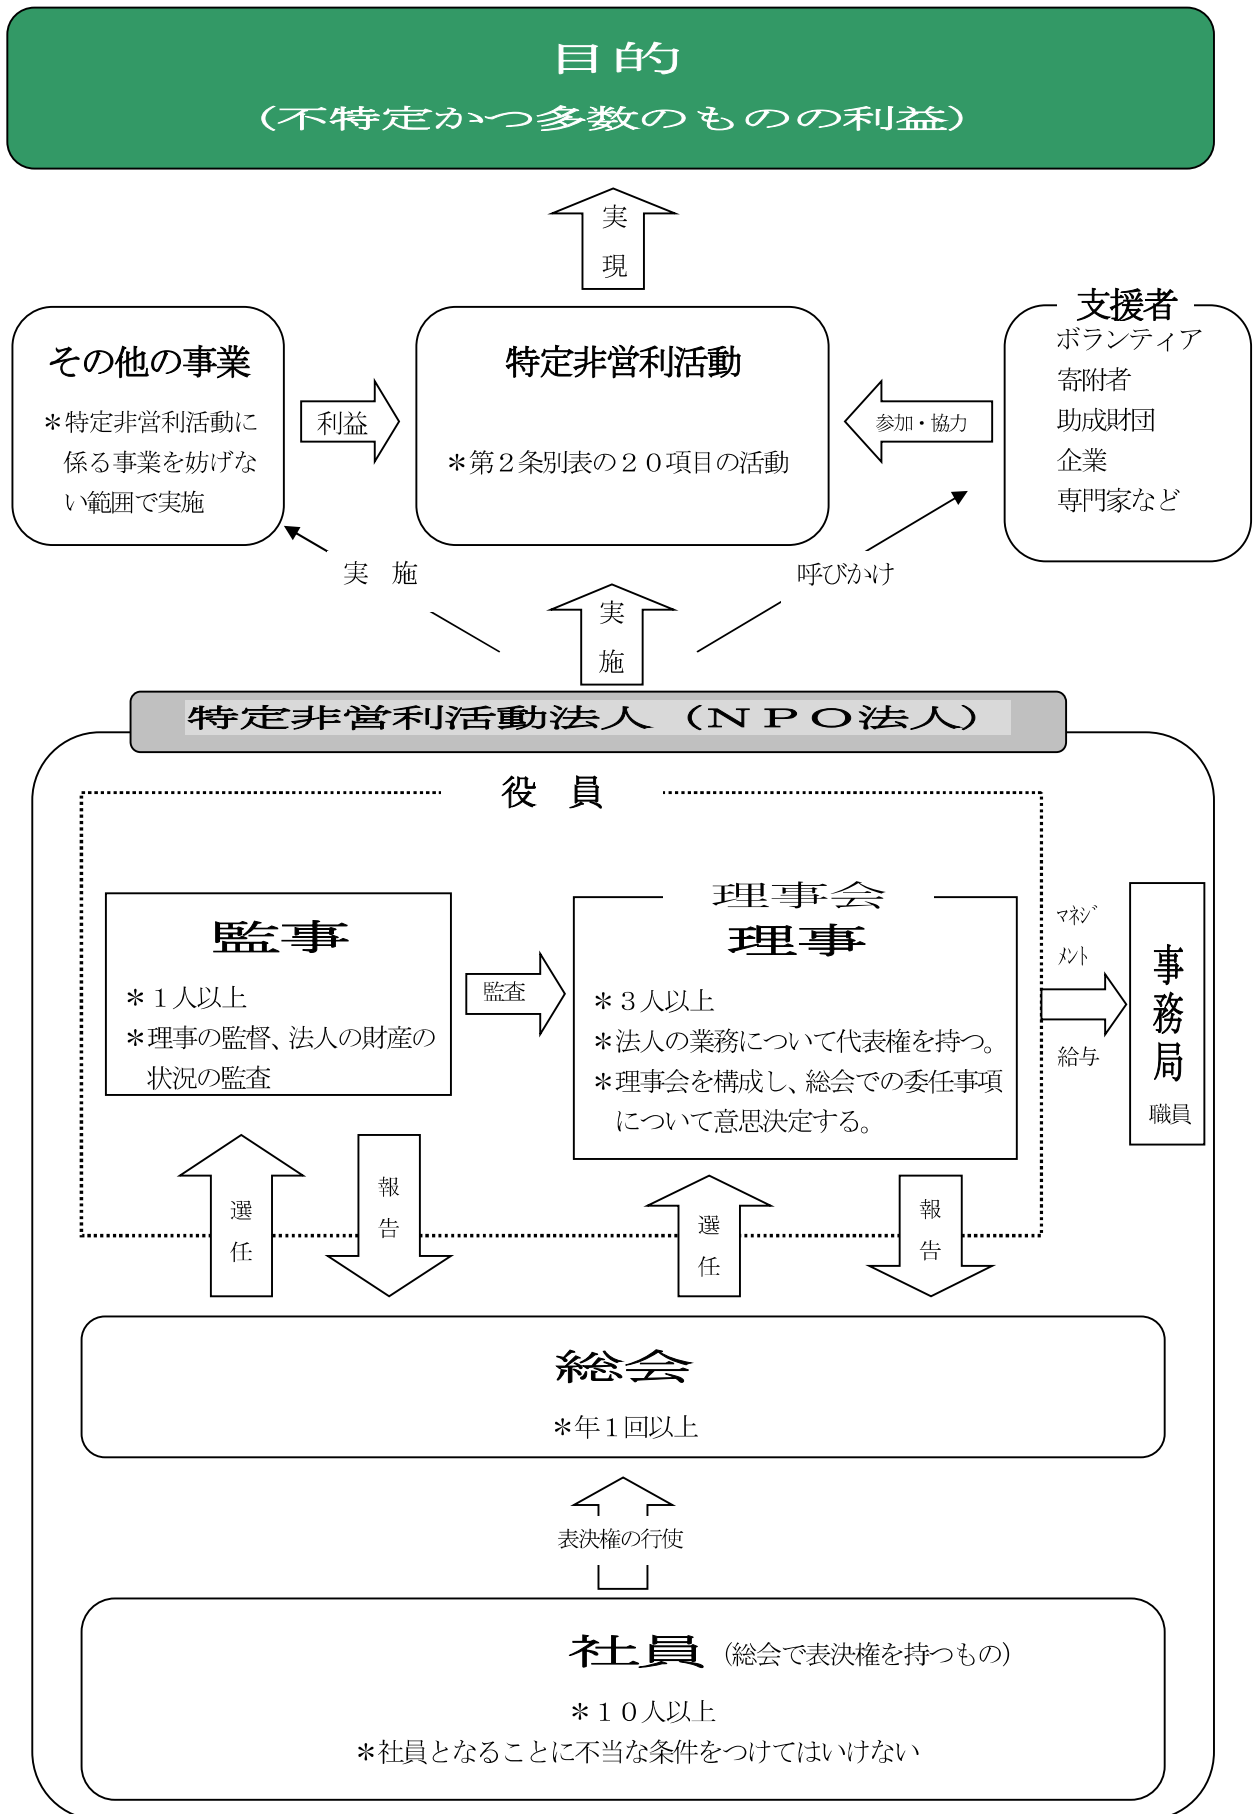 目的
（不特定かつ多数のものの利益）
実
現
その他の事業
＊特定非営利活動に
係る事業を妨げな
い範囲で実施
利益
特定非営利活動
＊第２条別表の２０項目の活動
参加・協力
支援者
ボランティア
寄附者
助成財団
企業
専門家など
実　施
実
施
呼びかけ
特定非営利活動法人（ＮＰＯ法人）
役　員
監事
＊１人以上
＊理事の監督、法人の財産の
状況の監査
監査
理事会
理事
＊３人以上
＊法人の業務について代表権を持つ。
＊理事会を構成し、総会での委任事項
について意思決定する。
ﾏﾈｼﾞ
ﾒﾝﾄ
給与
事
務
局
職員
選
任
報
告
選
任
報
告
総会
＊年１回以上
表決権の行使
社員（総会で表決権を持つもの）
＊１０人以上
＊社員となることに不当な条件をつけてはいけない